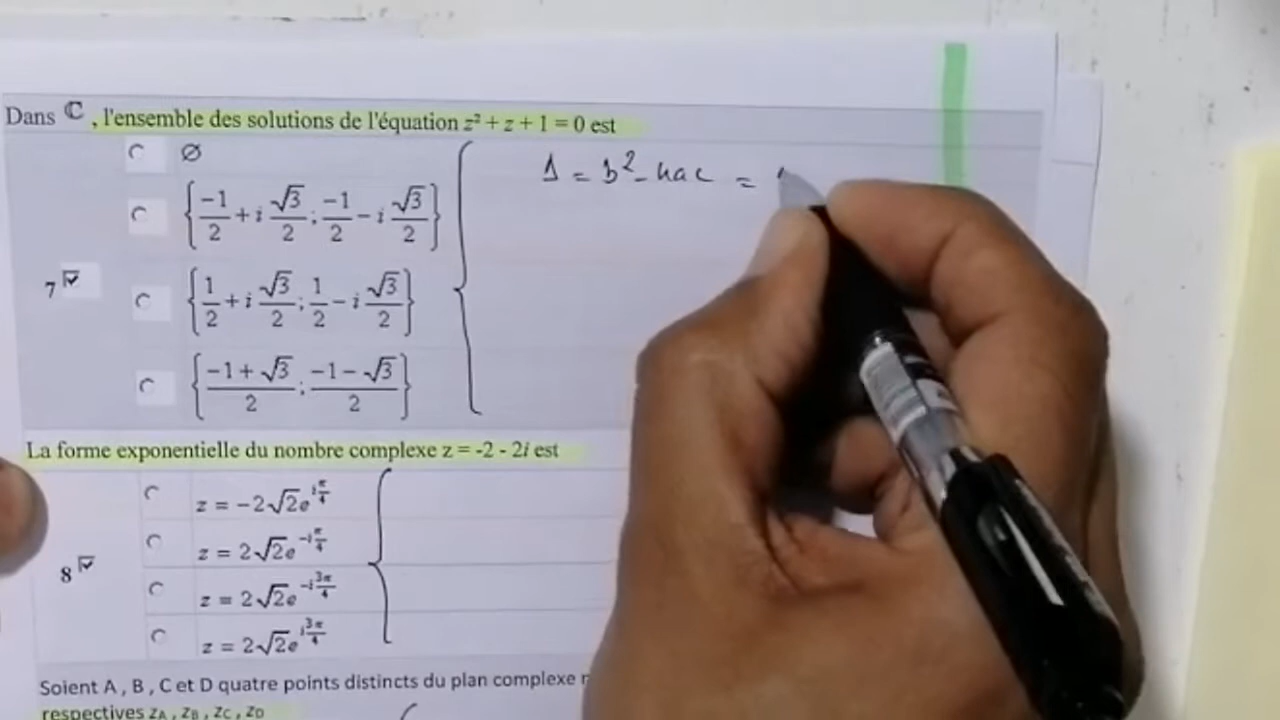 Dans ℂ , l'ensemble des solutions de l'équation z² + z + 1 = 0 est
∅
Δ = b² - 4ac =
{ -1/2 + i √3/2 ; -1/2 - i √3/2 }
7
{ 1/2 + i √3/2 ; 1/2 - i √3/2 }
{ (-1 + √3)/2 ; (-1 - √3)/2 }
La forme exponentielle du nombre complexe z = -2 - 2i est
z = -2√2e^{iπ/4}
z = 2√2e^{-iπ/4}
8
z = 2√2e^{-i3π/4}
z = 2√2e^{i3π/4}
Soient A , B , C et D quatre points distincts du plan complexe
respectives z_A , z_B , z_C , z_D